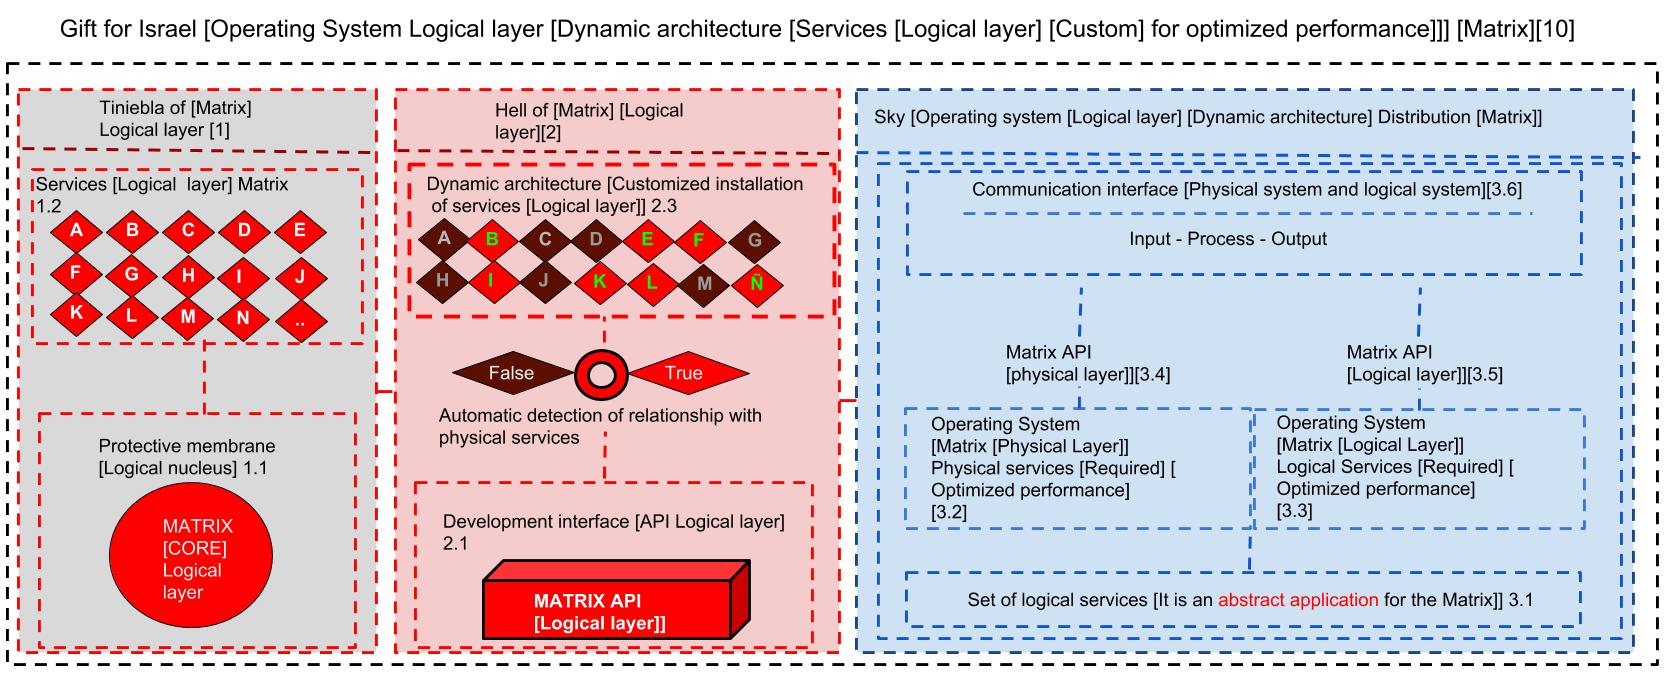 Gift for Israel [Operating System Logical layer [Dynamic architecture [Services [Logical layer] [Custom] for optimized performance]]] [Matrix][10]
Tiniebla of [Matrix]
Logical layer [1]
Services [Logical layer] Matrix
1.2
A B C D E
F G H I J
K L M N ..
Protective membrane
[Logical nucleus] 1.1
MATRIX
[CORE]
Logical
layer
Hell of [Matrix] [Logical
layer][2]
Dynamic architecture [Customized installation
of services [Logical layer]] 2.3
A B C D E F G
H I J K L M Ñ
False True
Automatic detection of relationship with
physical services
Development interface [API Logical layer]
2.1
MATRIX API
[Logical layer]]
Sky [Operating system [Logical layer] [Dynamic architecture] Distribution [Matrix]]
Communication interface [Physical system and logical system][3.6]
Input - Process - Output
Matrix API
[physical layer]][3.4]
Matrix API
[Logical layer]][3.5]
Operating System
[Matrix [Physical Layer]]
Physical services [Required] [
Optimized performance]
[3.2]
Operating System
[Matrix [Logical Layer]]
Logical Services [Required] [
Optimized performance]
[3.3]
Set of logical services [It is an abstract application for the Matrix]] 3.1